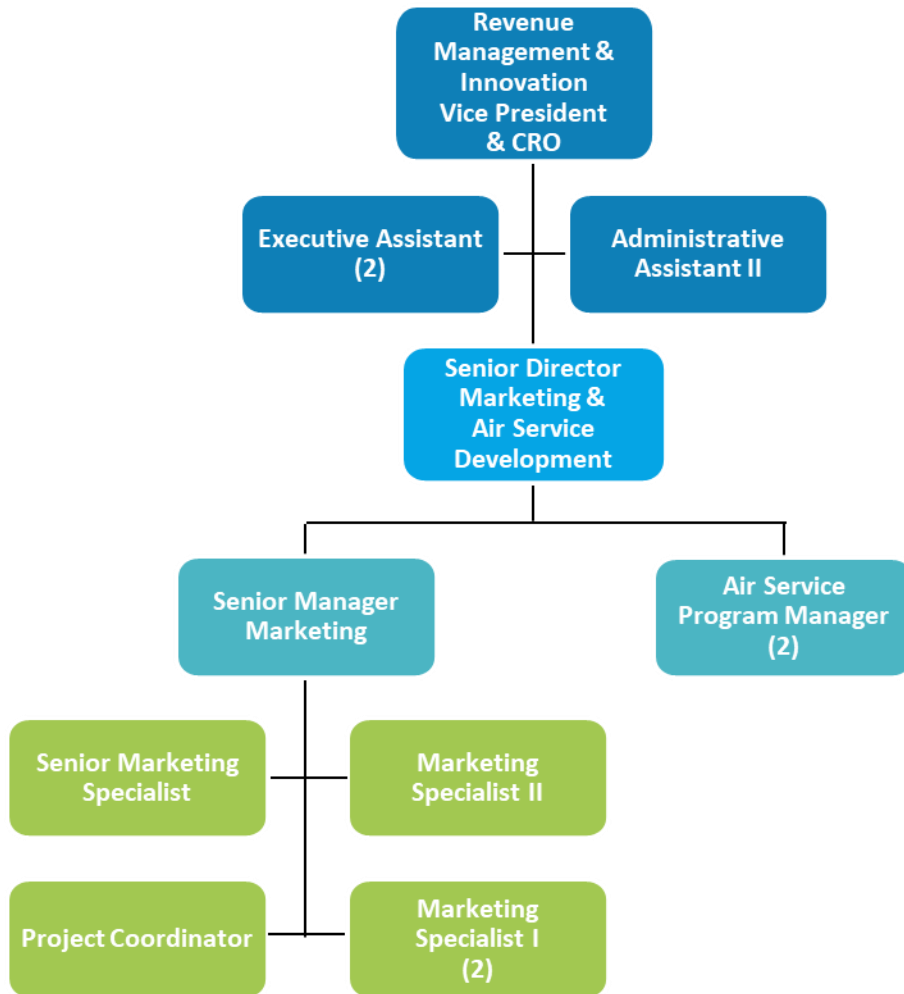 Revenue
Management &
Innovation
Vice President
& CRO
Executive Assistant
(2)
Administrative
Assistant II
Senior Director
Marketing &
Air Service
Development
Senior Manager
Marketing
Air Service
Program Manager
(2)
Senior Marketing
Specialist
Marketing
Specialist II
Project Coordinator
Marketing
Specialist I
(2)